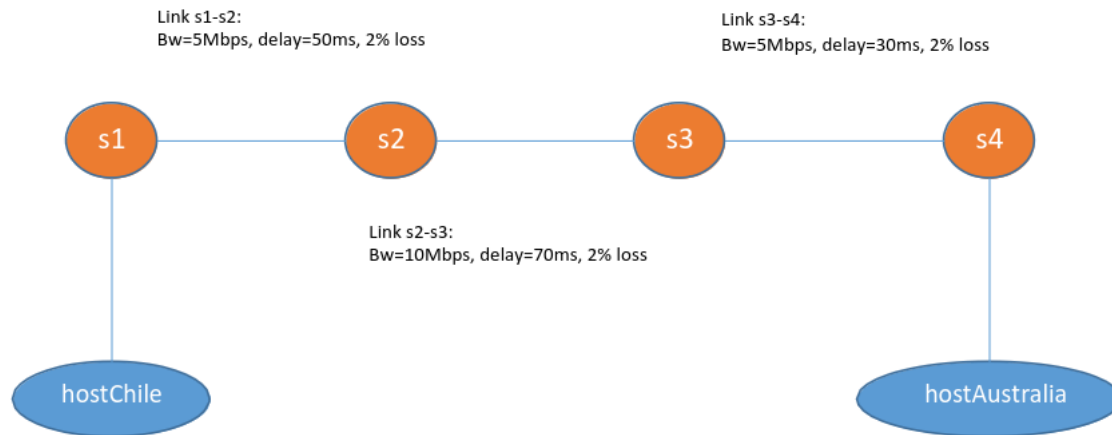 Link s1-s2:
Bw=5Mbps, delay=50ms, 2% loss
Link s3-s4:
Bw=5Mbps, delay=30ms, 2% loss
s1
s2
s3
s4
Link s2-s3:
Bw=10Mbps, delay=70ms, 2% loss
hostChile
hostAustralia